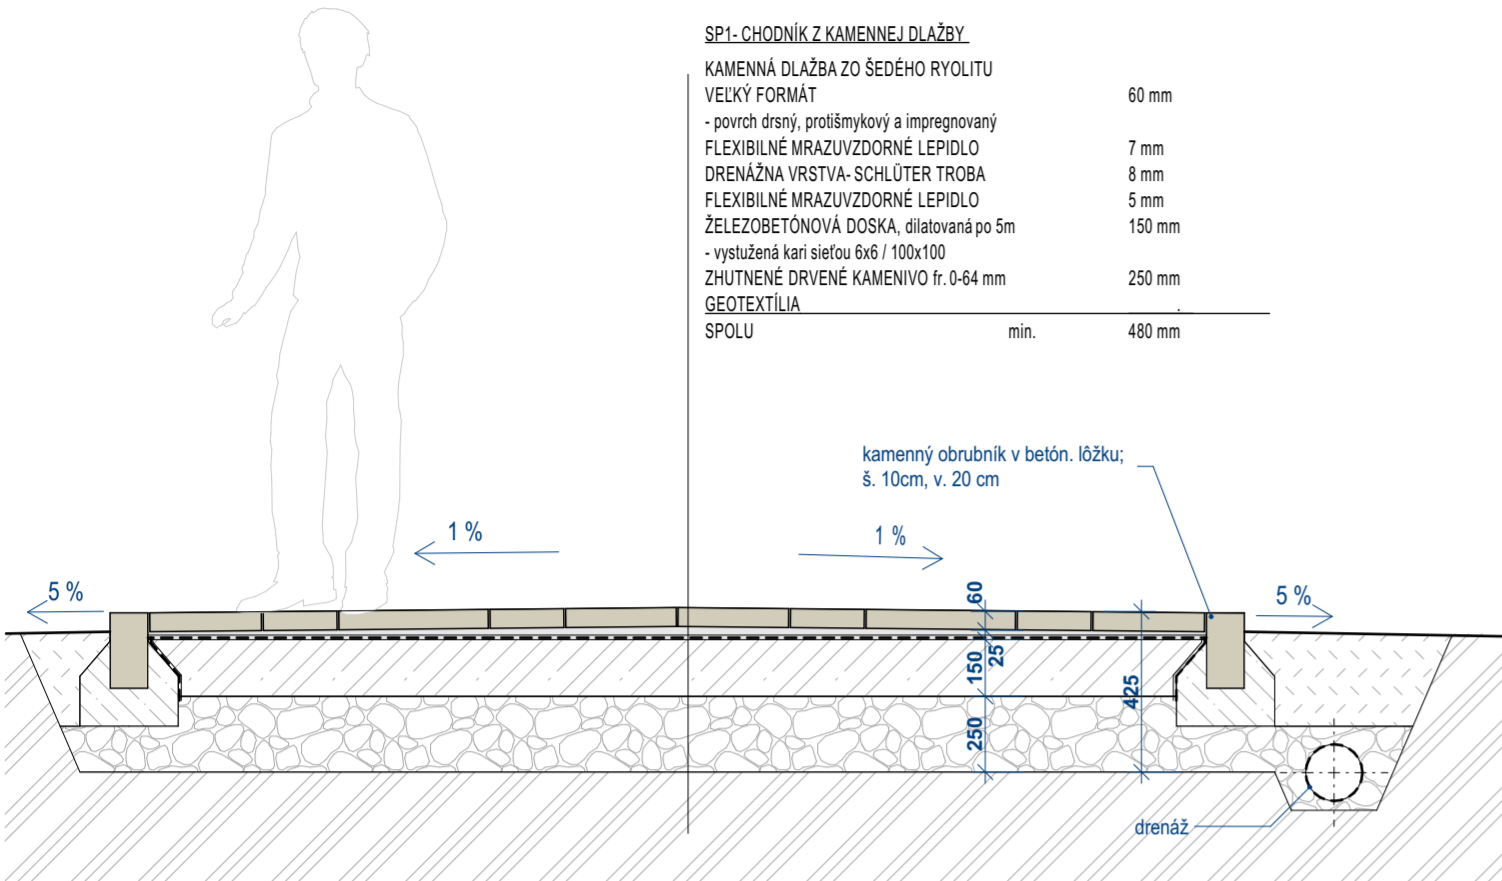 SP1- CHODNÍK Z KAMENNEJ DLAŽBY
KAMENNÁ DLAŽBA ZO ŠEDÉHO RYOLITU
VEĽKÝ FORMÁT 60 mm
- povrch drsný, protišmykový a impregnovaný
FLEXIBILNÉ MRAZUVZDORNÉ LEPIDLO 7 mm
DRENÁŽNA VRSTVA- SCHLÜTER TROBA 8 mm
FLEXIBILNÉ MRAZUVZDORNÉ LEPIDLO 5 mm
ŽELEZOBETÓNOVÁ DOSKA, dilatovaná po 5m 150 mm
- vystužená kari sieťou 6x6 / 100x100
ZHUTNENÉ DRVENÉ KAMENIVO fr. 0-64 mm 250 mm
GEOTEXTÍLIA .
SPOLU min. 480 mm
kamenný obrubník v betón. lôžku;
š. 10cm, v. 20 cm
1 %
1 %
5 %
5 %
60
25
150
425
250
drenáž